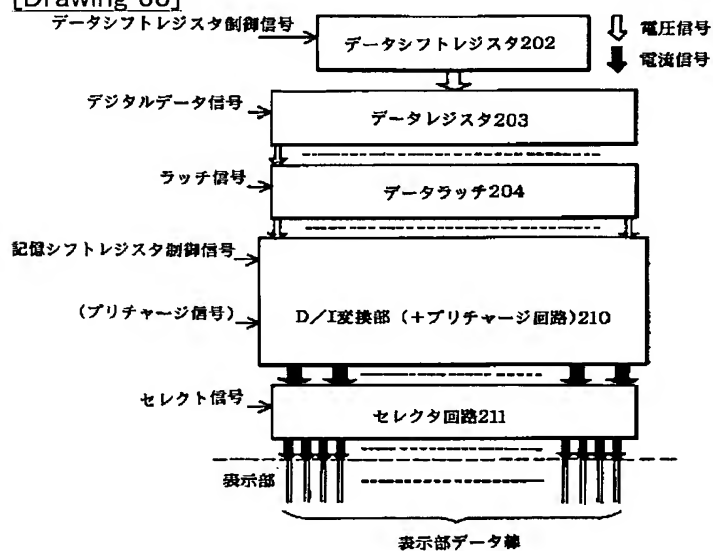 データシフトレジスタ制御信号
データシフトレジスタ202
電圧信号
電流信号
デジタルデータ信号
データレジスタ203
ラッチ信号
データラッチ204
記憶シフトレジスタ制御信号
(プリチャージ信号)
D/I変換部(+プリチャージ回路)210
セレクト信号
セレクタ回路211
表示部
表示部データ線